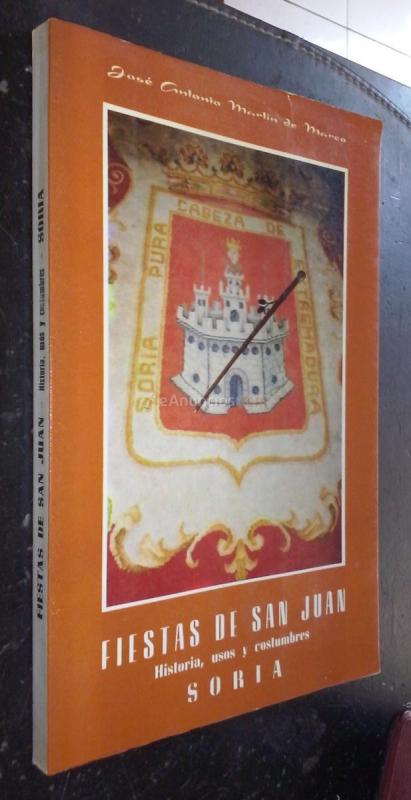 José Antonio Martín de Marco
SORIA PURA CABEZA DE EXTREMADURA
FIESTAS DE SAN JUAN
Historia, usos y costumbres
SORIA
FIESTAS DE SAN JUAN Historia, usos y costumbres - SORIA